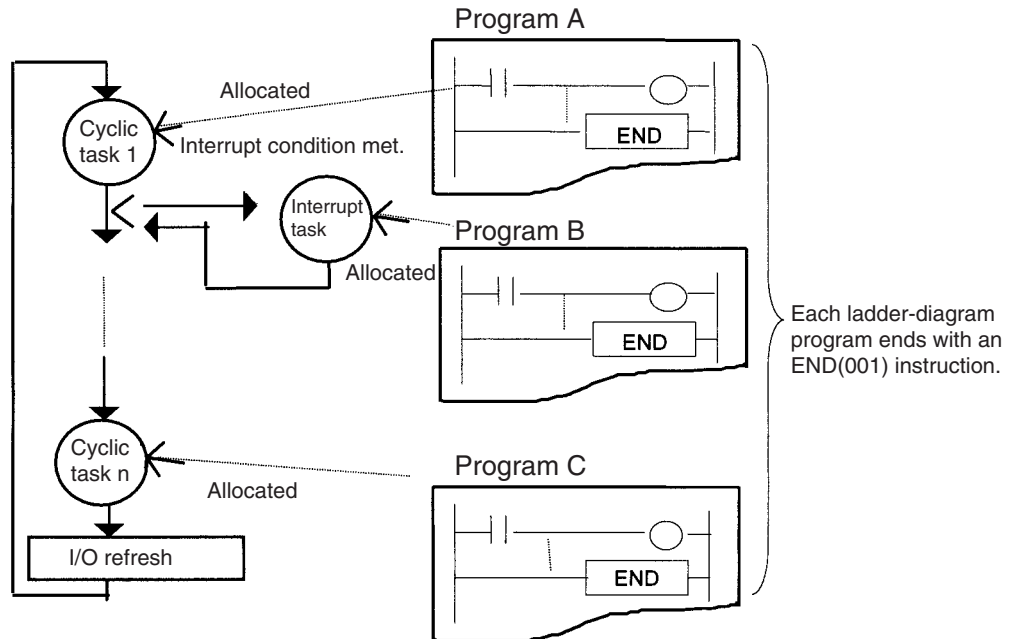 Program A
Allocated
Cyclic
task 1
Interrupt condition met.
END
Interrupt
task
Program B
Allocated
END
Each ladder-diagram
program ends with an
END(001) instruction.
Cyclic
task n
Program C
Allocated
I/O refresh
END